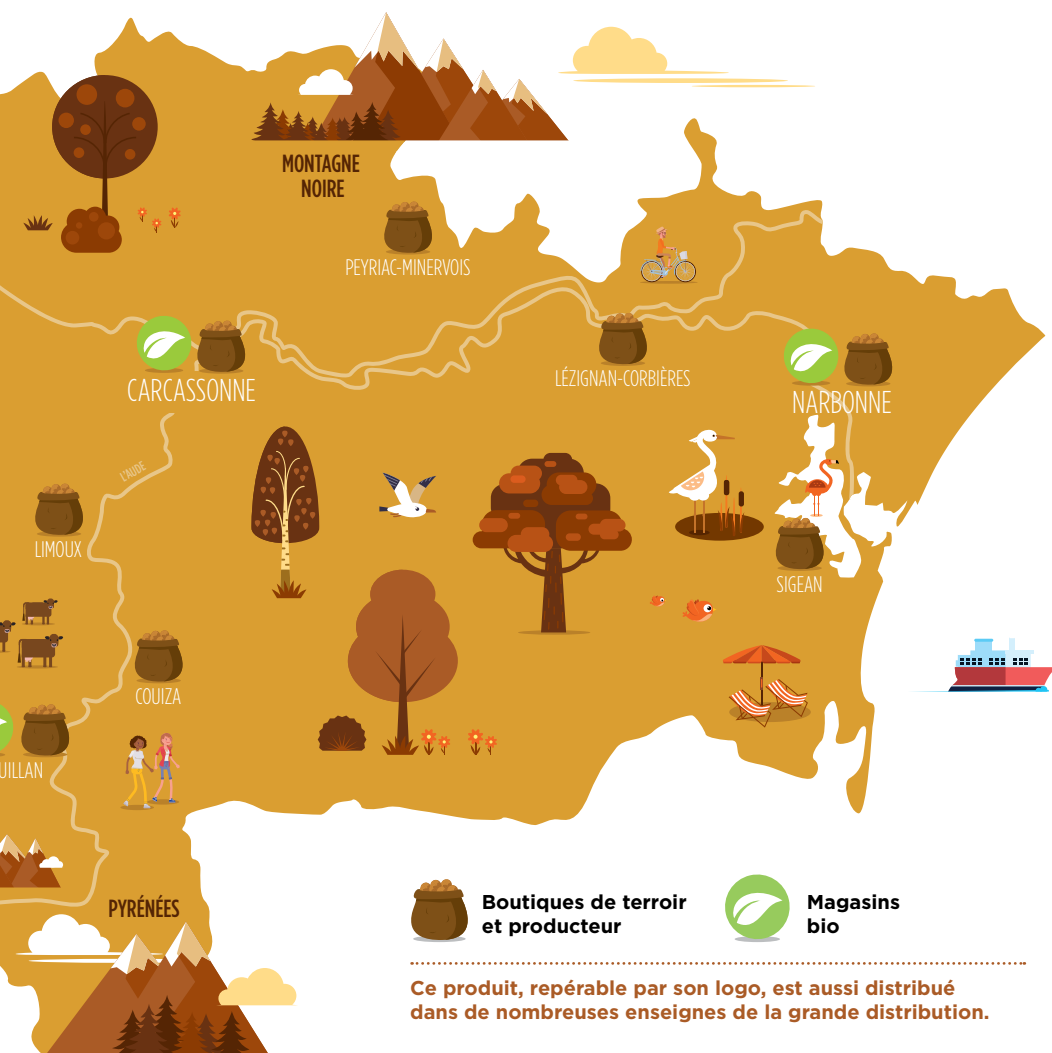 MONTAGNE
NOIRE
PEYRIAC-MINERVOIS
CARCASSONNE
LÉZIGNAN-CORBIÈRES
NARBONNE
L'AUDE
LIMOUX
SIGEAN
COUIZA
UILLAN
PYRÉNÉES
Boutiques de terroir
et producteur
Magasins
bio
Ce produit, repérable par son logo, est aussi distribué
dans de nombreuses enseignes de la grande distribution.